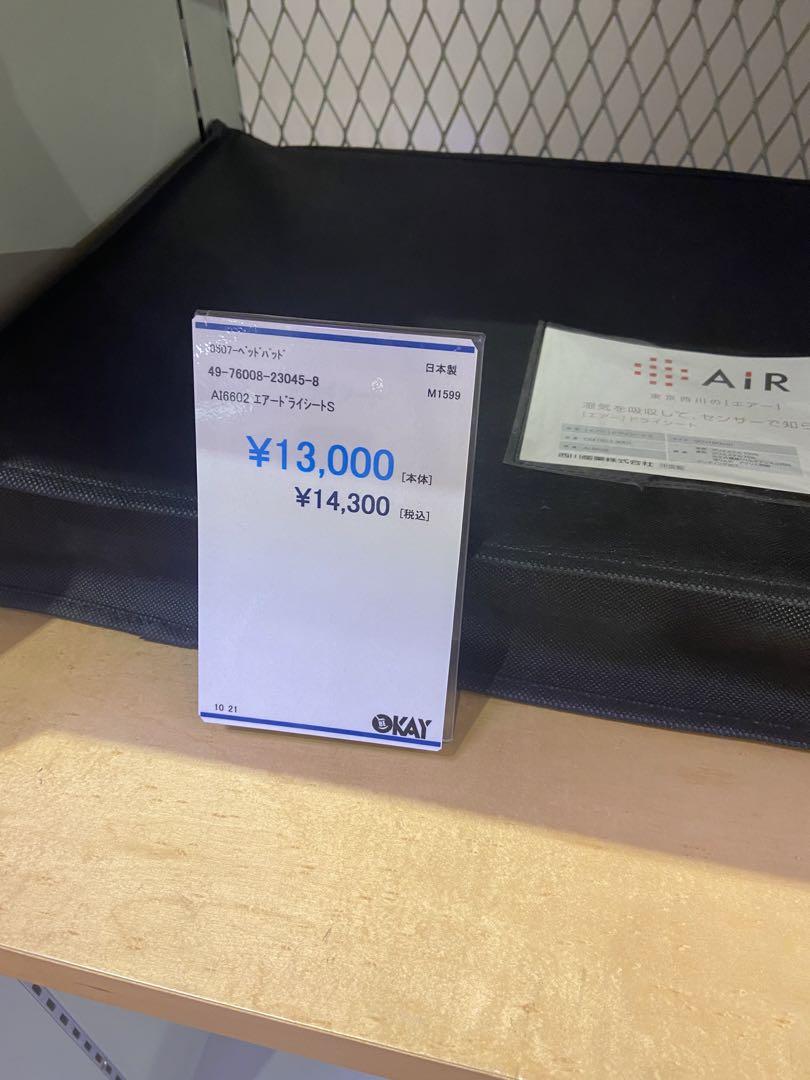 0807-ベッドパッド
日本製
49-76008-23045-8
M1599
AI6602 エアードライシートS
¥13,000 [本体]
¥14,300 [税込]
10 21
OKAY
AiR
東京西川の[エアー]
湿気を吸収して、センサーで知ら
[エアー]ドライシート
西川産業株式会社